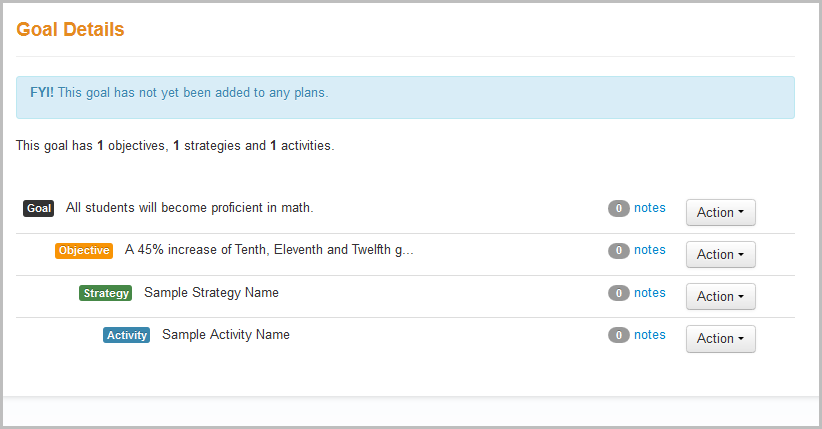 Goal Details
FYI! This goal has not yet been added to any plans.
This goal has 1 objectives, 1 strategies and 1 activities.
Goal All students will become proficient in math. 0 notes Action
Objective A 45% increase of Tenth, Eleventh and Twelfth g... 0 notes Action
Strategy Sample Strategy Name 0 notes Action
Activity Sample Activity Name 0 notes Action